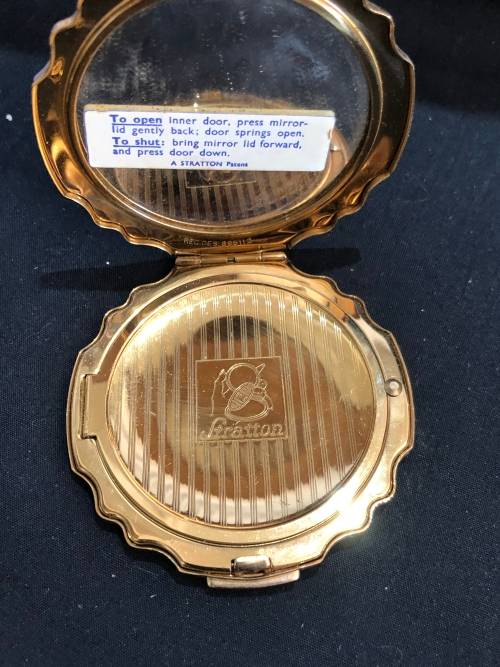 To open inner door, press mirror-
lid gently back; door springs open.
To shut: bring mirror lid forward,
and press door down.
A STRATTON Patent
Stratton